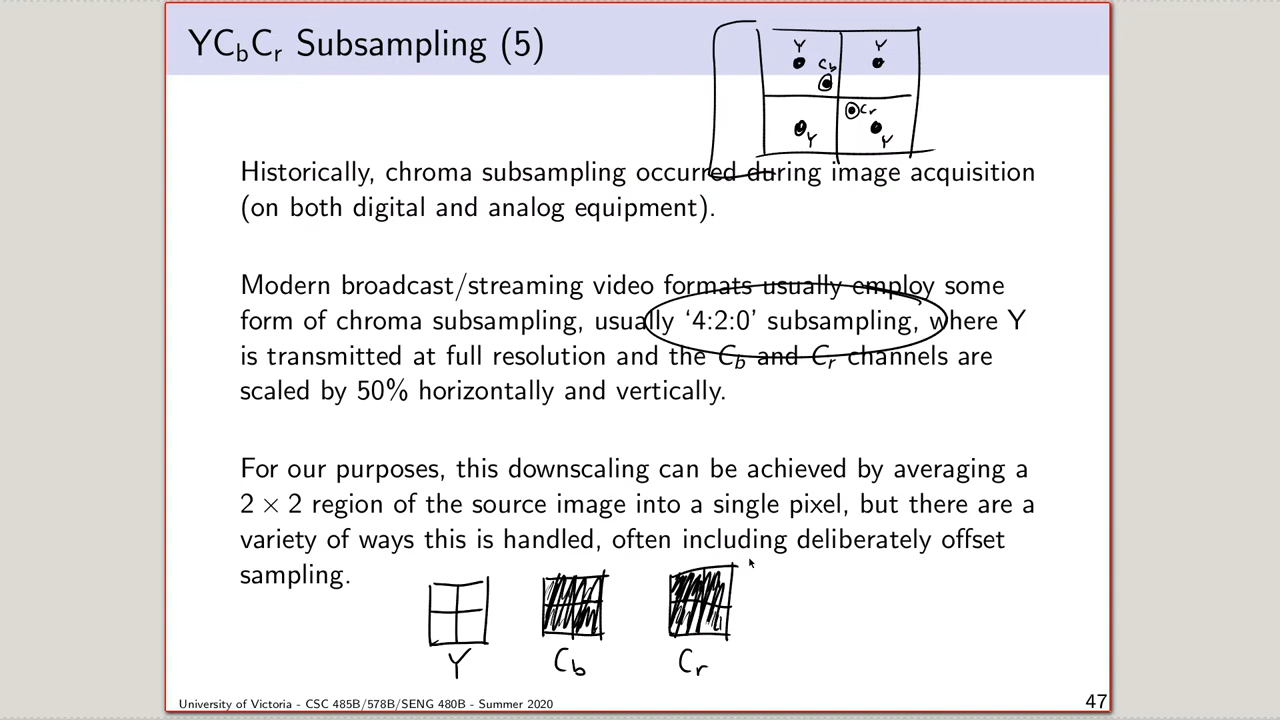 YCbCr Subsampling (5)
Y Y
Cb
Cr
Y Y
Historically, chroma subsampling occurred during image acquisition
(on both digital and analog equipment).
Modern broadcast/streaming video formats usually employ some
form of chroma subsampling, usually ‘4:2:0’ subsampling, where Y
is transmitted at full resolution and the Cb and Cr channels are
scaled by 50% horizontally and vertically.
For our purposes, this downscaling can be achieved by averaging a
2 × 2 region of the source image into a single pixel, but there are a
variety of ways this is handled, often including deliberately offset
sampling.
Y Cb Cr
University of Victoria - CSC 485B/578B/SENG 480B - Summer 2020
47